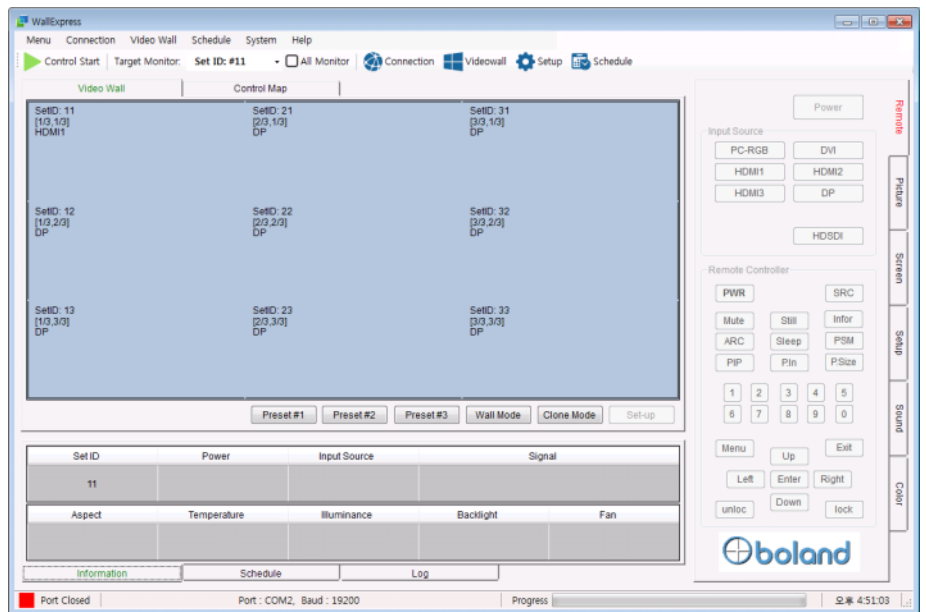 WallExpress
Menu Connection Video Wall Schedule System Help
Control Start Target Monitor: Set ID: #11 All Monitor Connection Videowall Setup Schedule
Video Wall Control Map
SetID: 11 SetID: 21 SetID: 31
[1/3,1/3] [2/3,1/3] [3/3,1/3]
HDMI1 DP DP
SetID: 12 SetID: 22 SetID: 32
[1/3,2/3] [2/3,2/3] [3/3,2/3]
DP DP DP
SetID: 13 SetID: 23 SetID: 33
[1/3,3/3] [2/3,3/3] [3/3,3/3]
DP DP DP
Preset #1 Preset #2 Preset #3 Wall Mode Clone Mode Set-up
Set ID Power Input Source Signal
11
Aspect Temperature Illuminance Backlight Fan
Information Schedule Log
Power
Input Source
PC-RGB DVI
HDMI1 HDMI2
HDMI3 DP
HDSDI
Remote Controller
PWR SRC
Mute Still Infor
ARC Sleep PSM
PIP P.In P.Size
1 2 3 4 5
6 7 8 9 0
Menu Up Exit
Left Enter Right
unloc Down lock
boland
Remote
Picture
Screen
Setup
Sound
Color
Port Closed Port : COM2, Baud : 19200 Progress 오후 4:51:03